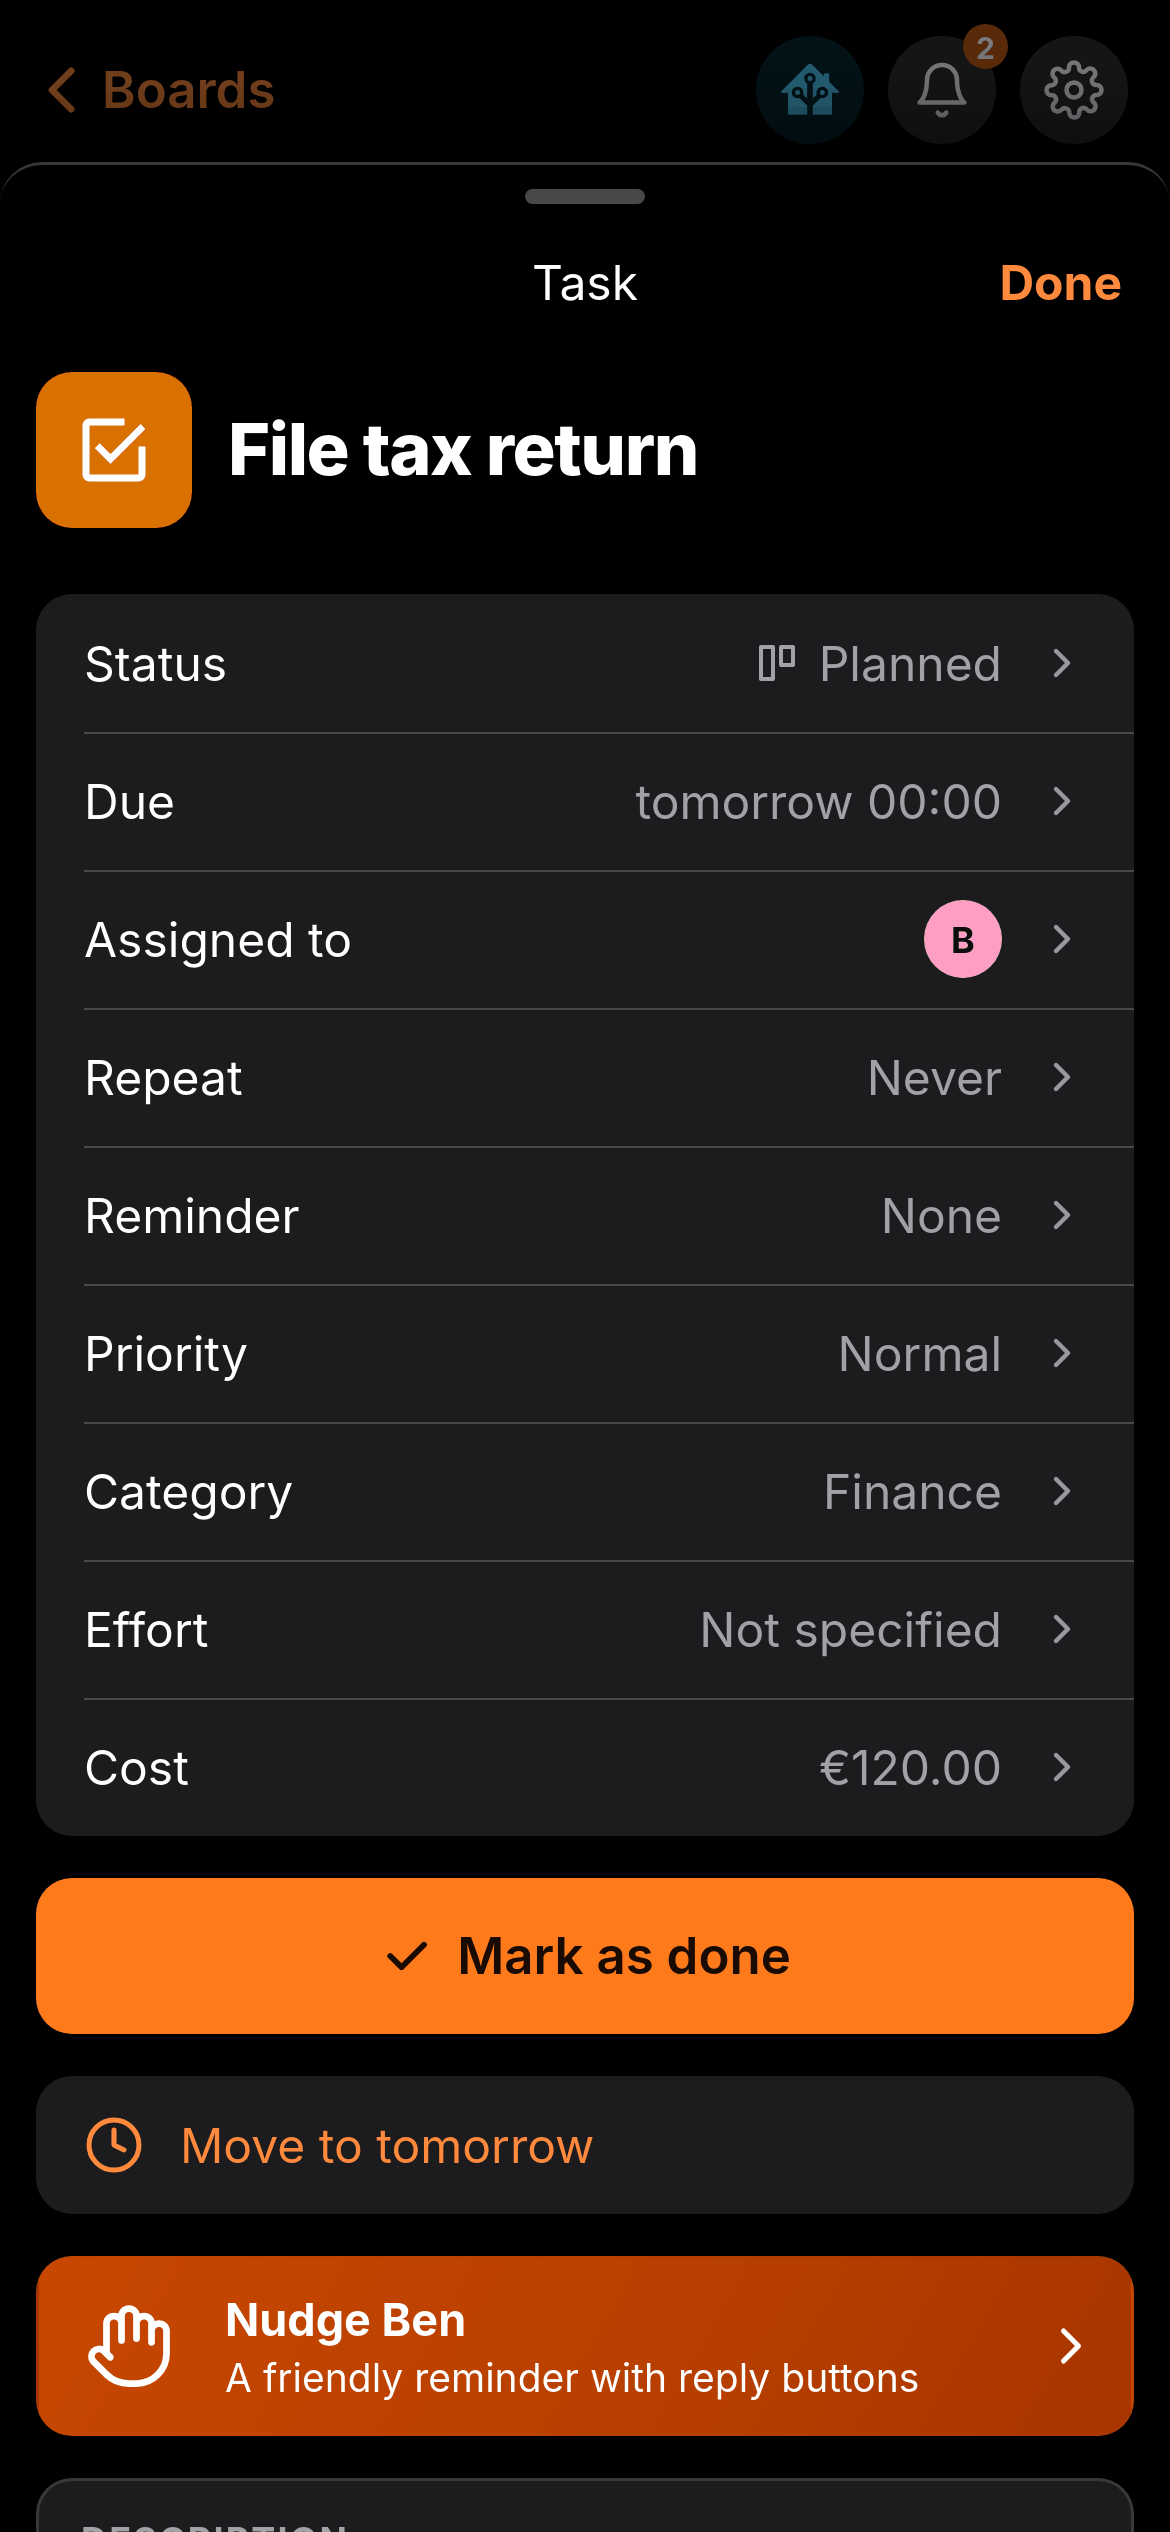 Boards
2
Task
Done
File tax return
Status
Planned
Due
tomorrow 00:00
Assigned to
B
Repeat
Never
Reminder
None
Priority
Normal
Category
Finance
Effort
Not specified
Cost
€120.00
Mark as done
Move to tomorrow
Nudge Ben
A friendly reminder with reply buttons
DESCRIPTION